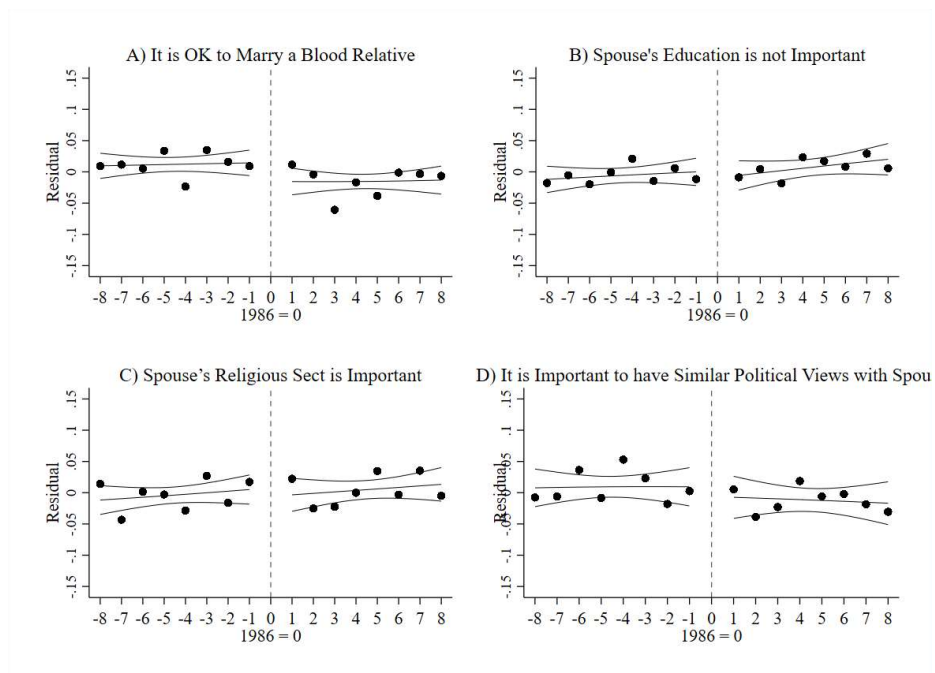 A) It is OK to Marry a Blood Relative
Residual
.15
.1
.05
0
-.05
-.1
-.15
-8 -7 -6 -5 -4 -3 -2 -1 0 1 2 3 4 5 6 7 8
1986 = 0
B) Spouse's Education is not Important
Residual
.15
.1
.05
0
-.05
-.1
-.15
-8 -7 -6 -5 -4 -3 -2 -1 0 1 2 3 4 5 6 7 8
1986 = 0
C) Spouse’s Religious Sect is Important
Residual
.15
.1
.05
0
-.05
-.1
-.15
-8 -7 -6 -5 -4 -3 -2 -1 0 1 2 3 4 5 6 7 8
1986 = 0
D) It is Important to have Similar Political Views with Spou
Residual
.15
.1
.05
0
-.05
-.1
-.15
-8 -7 -6 -5 -4 -3 -2 -1 0 1 2 3 4 5 6 7 8
1986 = 0